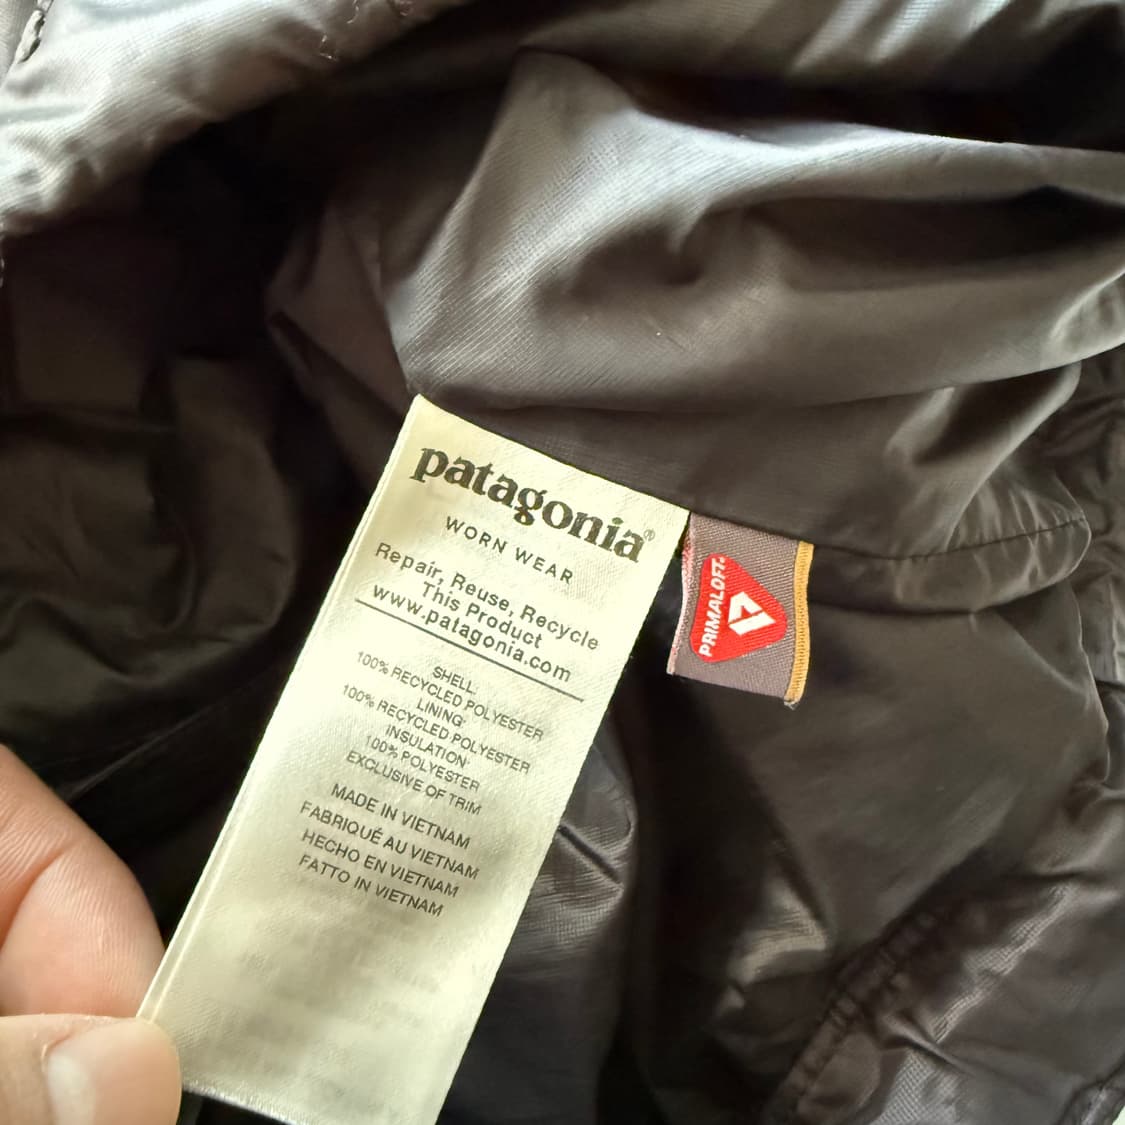 patagonia®
WORN WEAR
Repair, Reuse, Recycle
This Product
www.patagonia.com
SHELL:
100% RECYCLED POLYESTER
LINING:
100% RECYCLED POLYESTER
INSULATION:
100% POLYESTER
EXCLUSIVE OF TRIM
MADE IN VIETNAM
FABRIQUÉ AU VIETNAM
HECHO EN VIETNAM
FATTO IN VIETNAM
PRIMALOFT